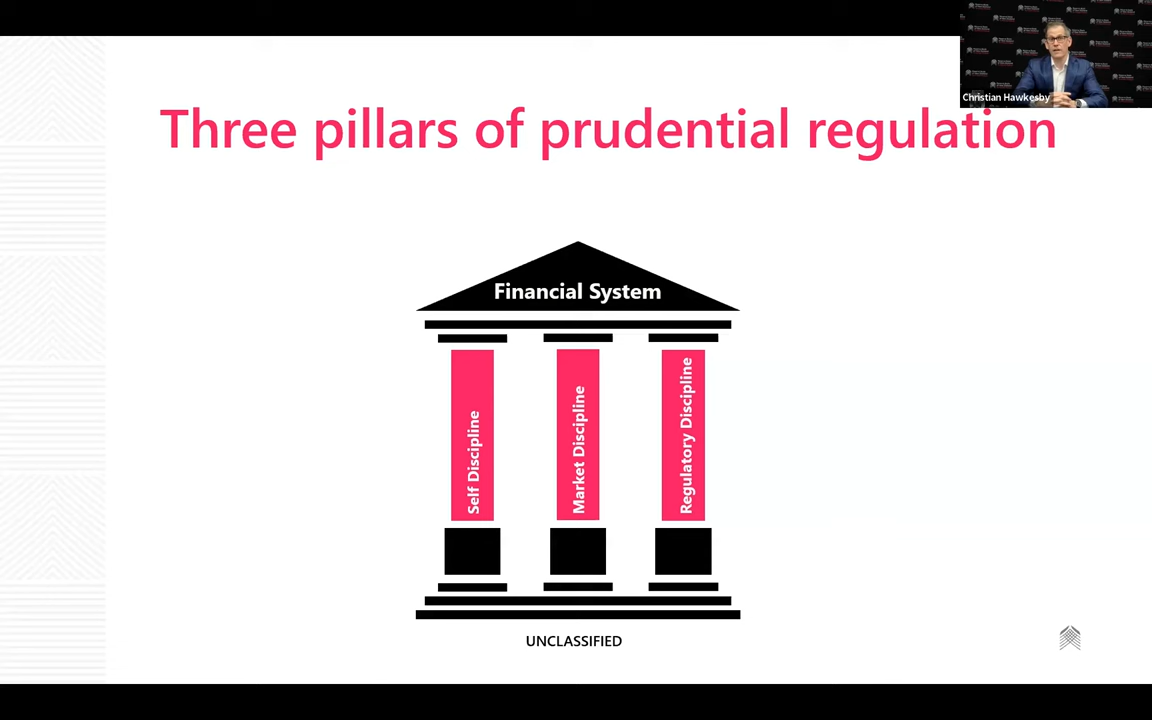 Christian Hawkesby
Three pillars of prudential regulation
Financial System
Self Discipline
Market Discipline
Regulatory Discipline
UNCLASSIFIED